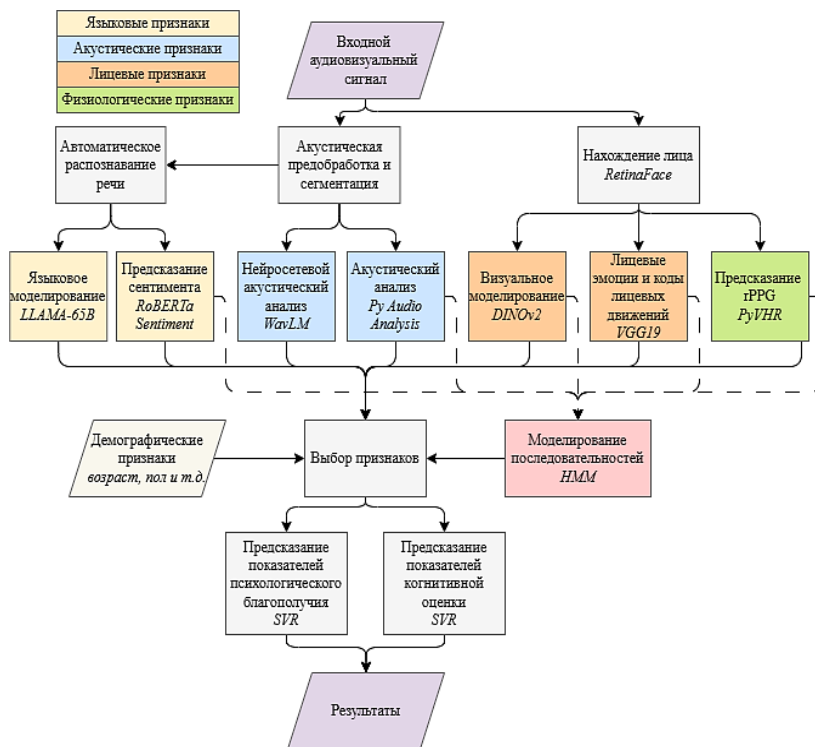 Языковые признаки
Акустические признаки
Лицевые признаки
Физиологические признаки
Входной
аудиовизуальный
сигнал
Автоматическое
распознавание
речи
Акустическая
предобработка и
сегментация
Нахождение лица
RetinaFace
Языковое
моделирование
LLAMA-65B
Предсказание
сентимента
RoBERTa
Sentiment
Нейросетевой
акустический
анализ
WavLM
Акустический
анализ
Py Audio
Analysis
Визуальное
моделирование
DINOv2
Лицевые
эмоции и коды
лицевых
движений
VGG19
Предсказание
rPPG
PyVHR
Демографические
признаки
возраст, пол и т.д.
Выбор признаков
Моделирование
последовательностей
HMM
Предсказание
показателей
психологического
благополучия
SVR
Предсказание
показателей
когнитивной
оценки
SVR
Результаты